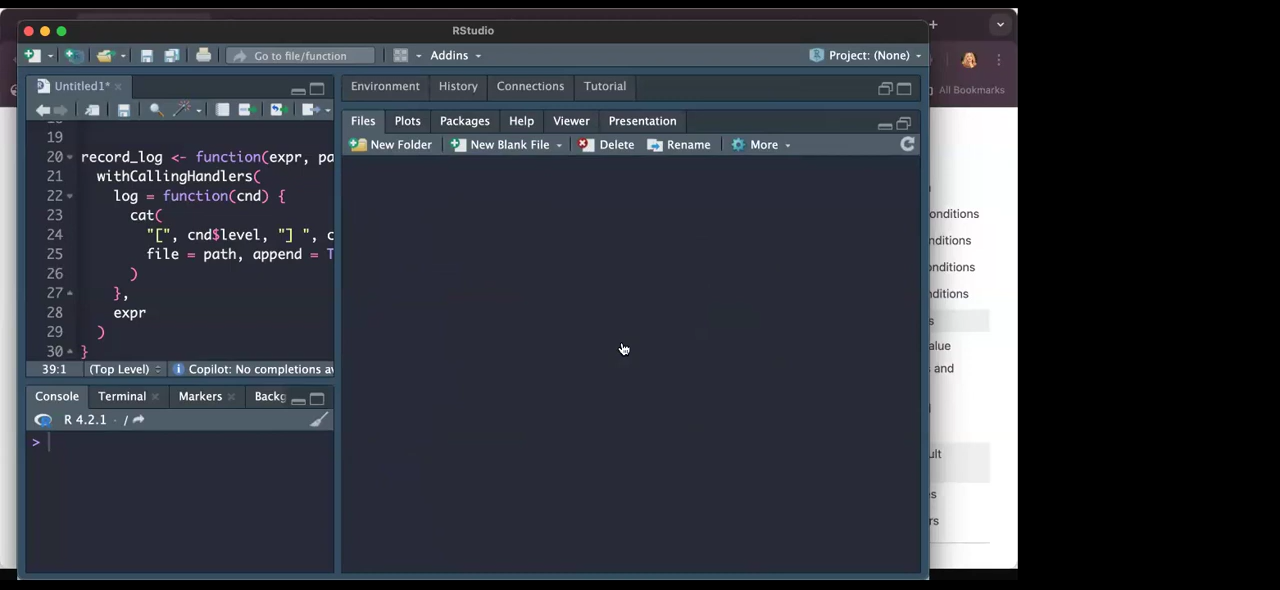 RStudio
Go to file/function
Addins
Project: (None)
All Bookmarks
Untitled1*
19
20 record_log <- function(expr, pa
21 withCallingHandlers(
22 log = function(cnd) {
23 cat(
24 "[", cnd$level, "] ", c
25 file = path, append = T
26 )
27 },
28 expr
29 )
30 }
39:1 (Top Level) Copilot: No completions av
Console Terminal Markers Backg
R 4.2.1 · /
>
Environment History Connections Tutorial
Files Plots Packages Help Viewer Presentation
New Folder New Blank File Delete Rename More
onditions
nditions
onditions
nditions
s
alue
s and
ult
es
rs